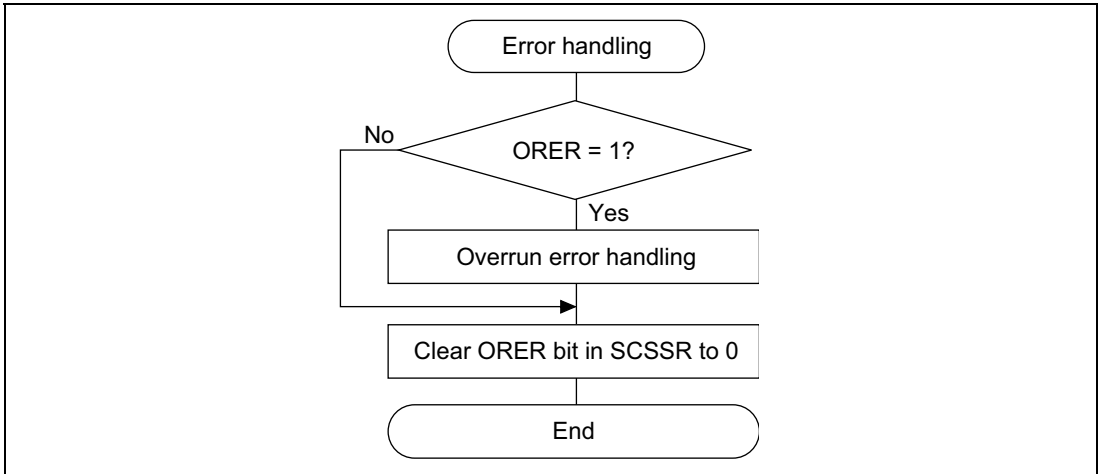 Error handling
No
ORER = 1?
Yes
Overrun error handling
Clear ORER bit in SCSSR to 0
End